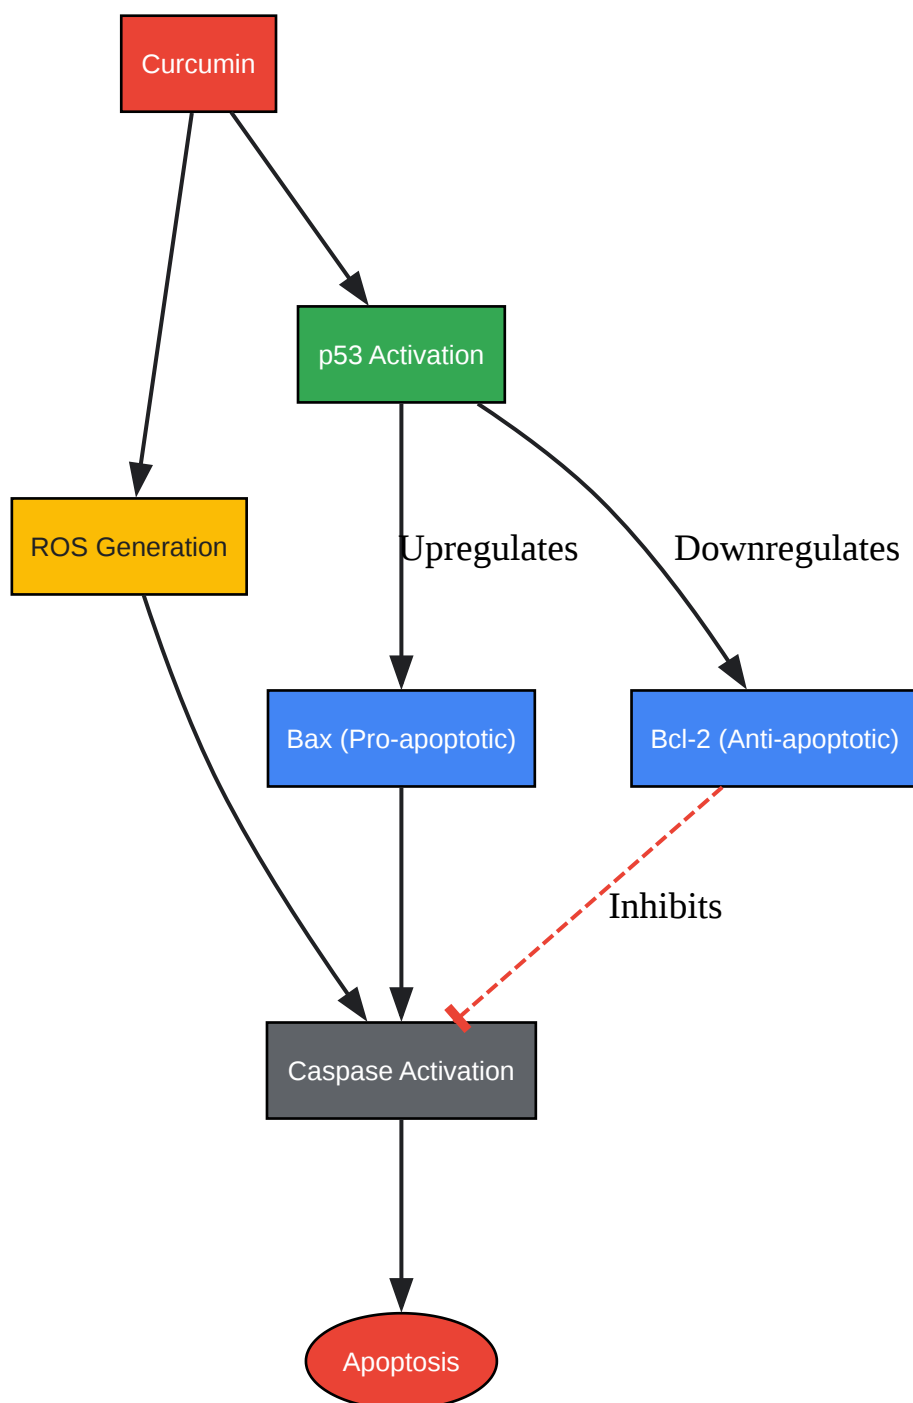 Curcumin
p53 Activation
ROS Generation
Upregulates
Downregulates
Bax (Pro-apoptotic)
Bcl-2 (Anti-apoptotic)
Inhibits
Caspase Activation
Apoptosis